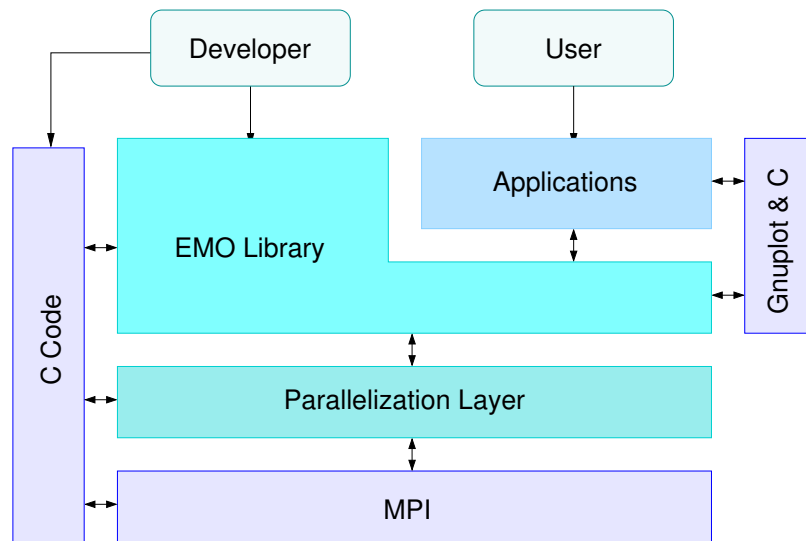 Developer
User
Applications
EMO Library
Gnuplot & C
C Code
Parallelization Layer
MPI